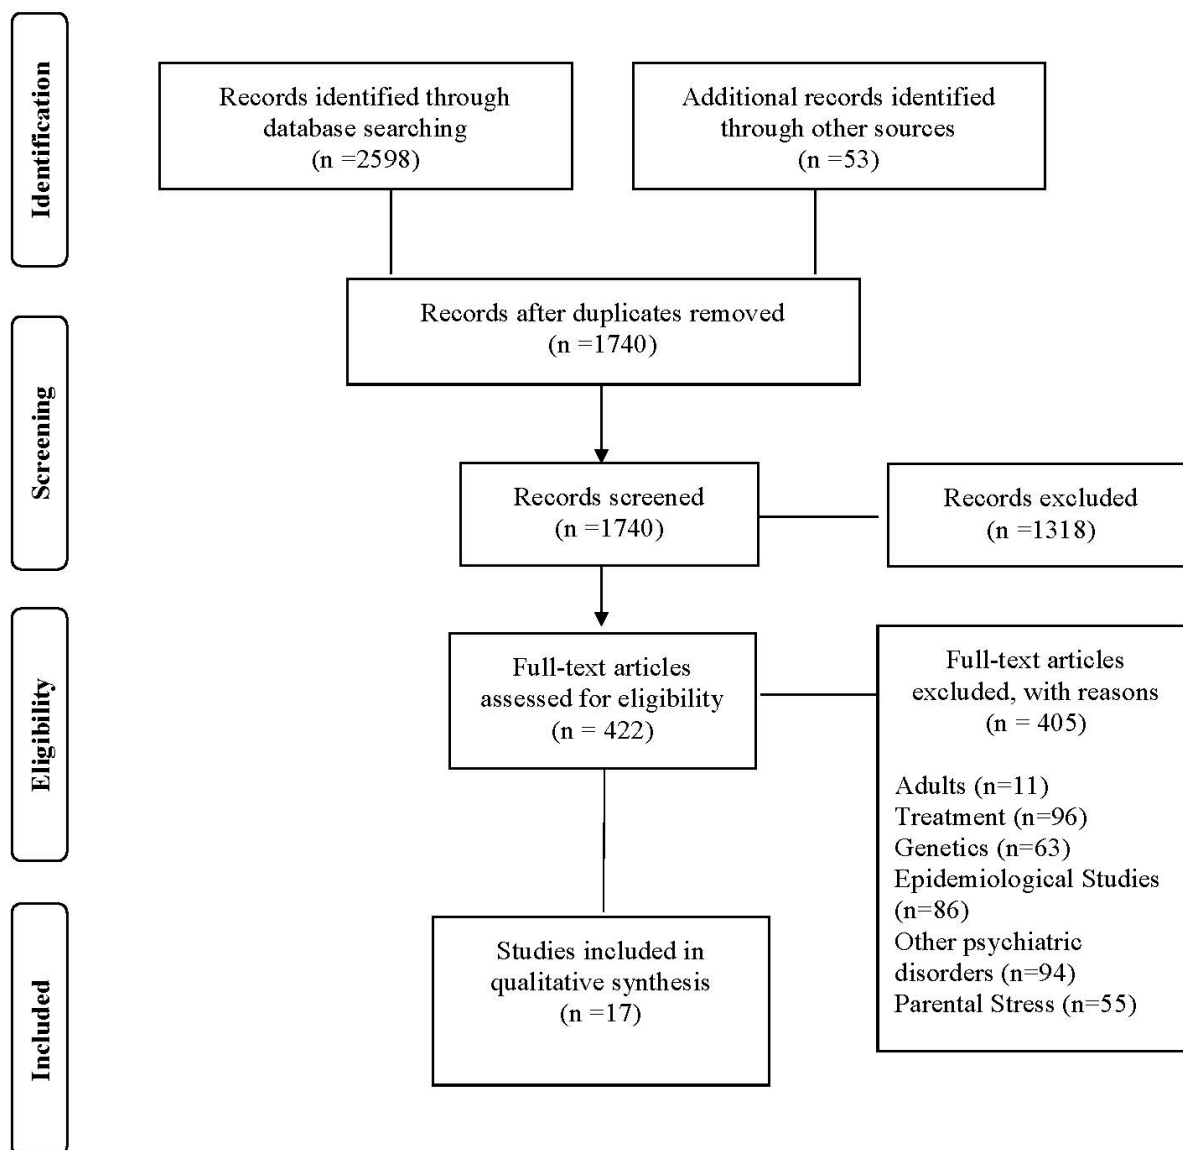 Identification
Records identified through
database searching
(n =2598)
Additional records identified
through other sources
(n =53)
Records after duplicates removed
(n =1740)
Screening
Records screened
(n =1740)
Records excluded
(n =1318)
Eligibility
Full-text articles
assessed for eligibility
(n = 422)
Full-text articles
excluded, with reasons
(n = 405)
Adults (n=11)
Treatment (n=96)
Genetics (n=63)
Epidemiological Studies
(n=86)
Other psychiatric
disorders (n=94)
Parental Stress (n=55)
Included
Studies included in
qualitative synthesis
(n =17)